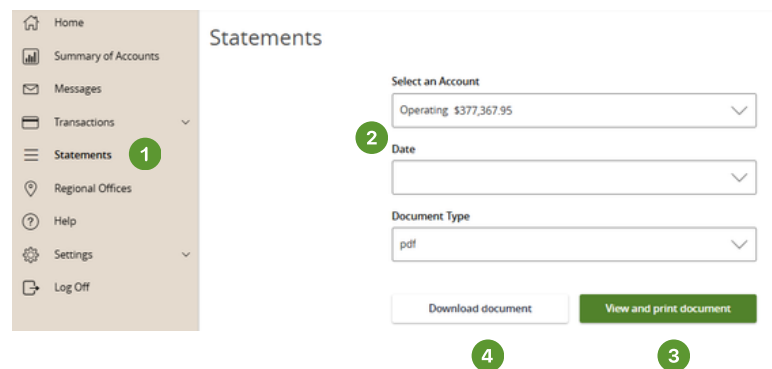 Home
Summary of Accounts
Messages
Transactions
Statements
1
Regional Offices
Help
Settings
Log Off
Statements
Select an Account
Operating $377,367.95
2
Date
Document Type
pdf
Download document
View and print document
4
3